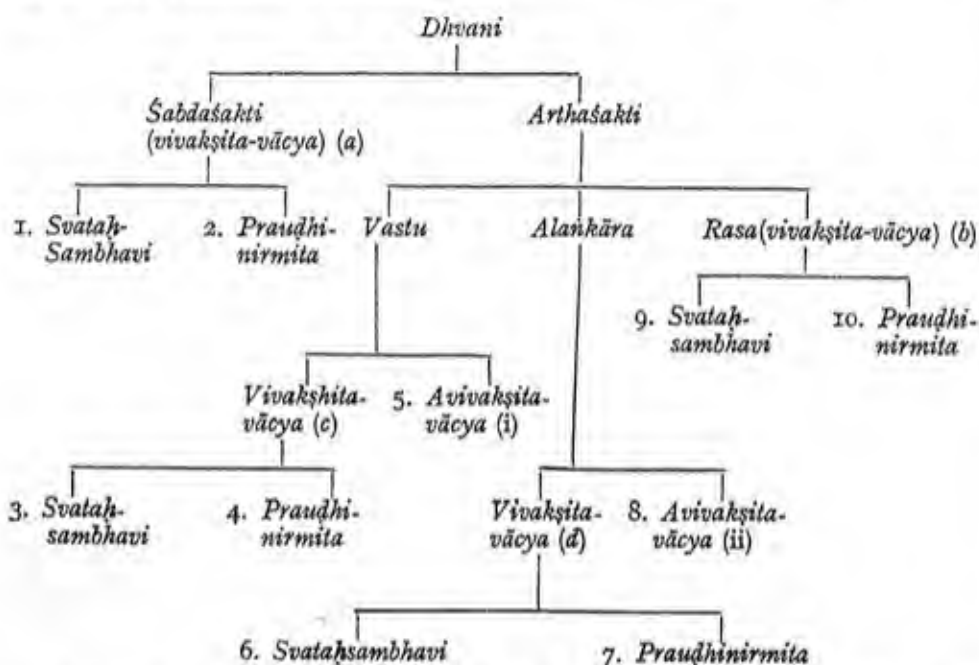 Dhvani
Śabdaśakti
(vivakṣita-vācya) (a)
Arthaśakti
1. Svataḥ-
Sambhavi
2. Prauḍhi-
nirmita
Vastu
Alaṅkāra
Rasa(vivakṣita-vācya) (b)
9. Svataḥ-
sambhavi
10. Prauḍhi-
nirmita
Vivakṣhita-
vācya (c)
5. Avivakṣita-
vācya (i)
3. Svataḥ-
sambhavi
4. Prauḍhi-
nirmita
Vivakṣita-
vācya (d)
8. Avivakṣita-
vācya (ii)
6. Svataḥsambhavi
7. Prauḍhinirmita